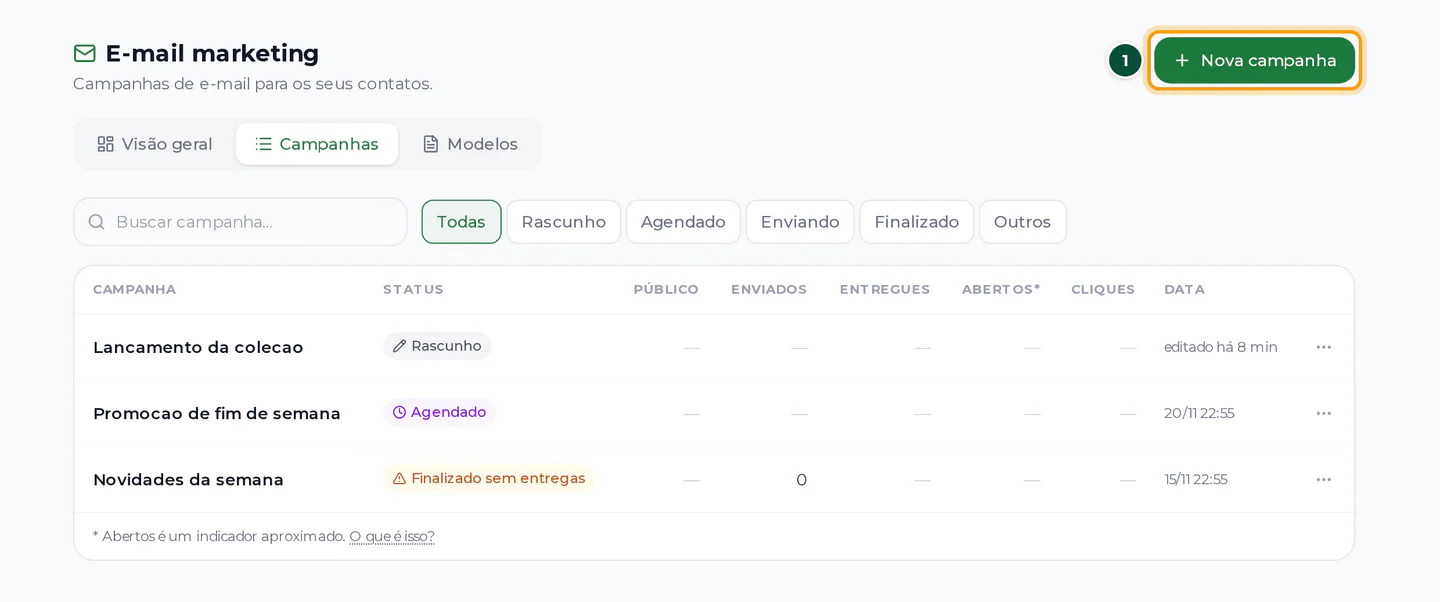 E-mail marketing
Campanhas de e-mail para os seus contatos.
1
+ Nova campanha
Visão geral
Campanhas
Modelos
Buscar campanha...
Todas
Rascunho
Agendado
Enviando
Finalizado
Outros
CAMPANHA STATUS PÚBLICO ENVIADOS ENTREGUES ABERTOS* CLIQUES DATA
Lancamento da colecao Rascunho — — — — — editado há 8 min ...
Promocao de fim de semana Agendado — — — — — 20/11 22:55 ...
Novidades da semana Finalizado sem entregas — 0 — — — 15/11 22:55 ...
* Abertos é um indicador aproximado. O que é isso?